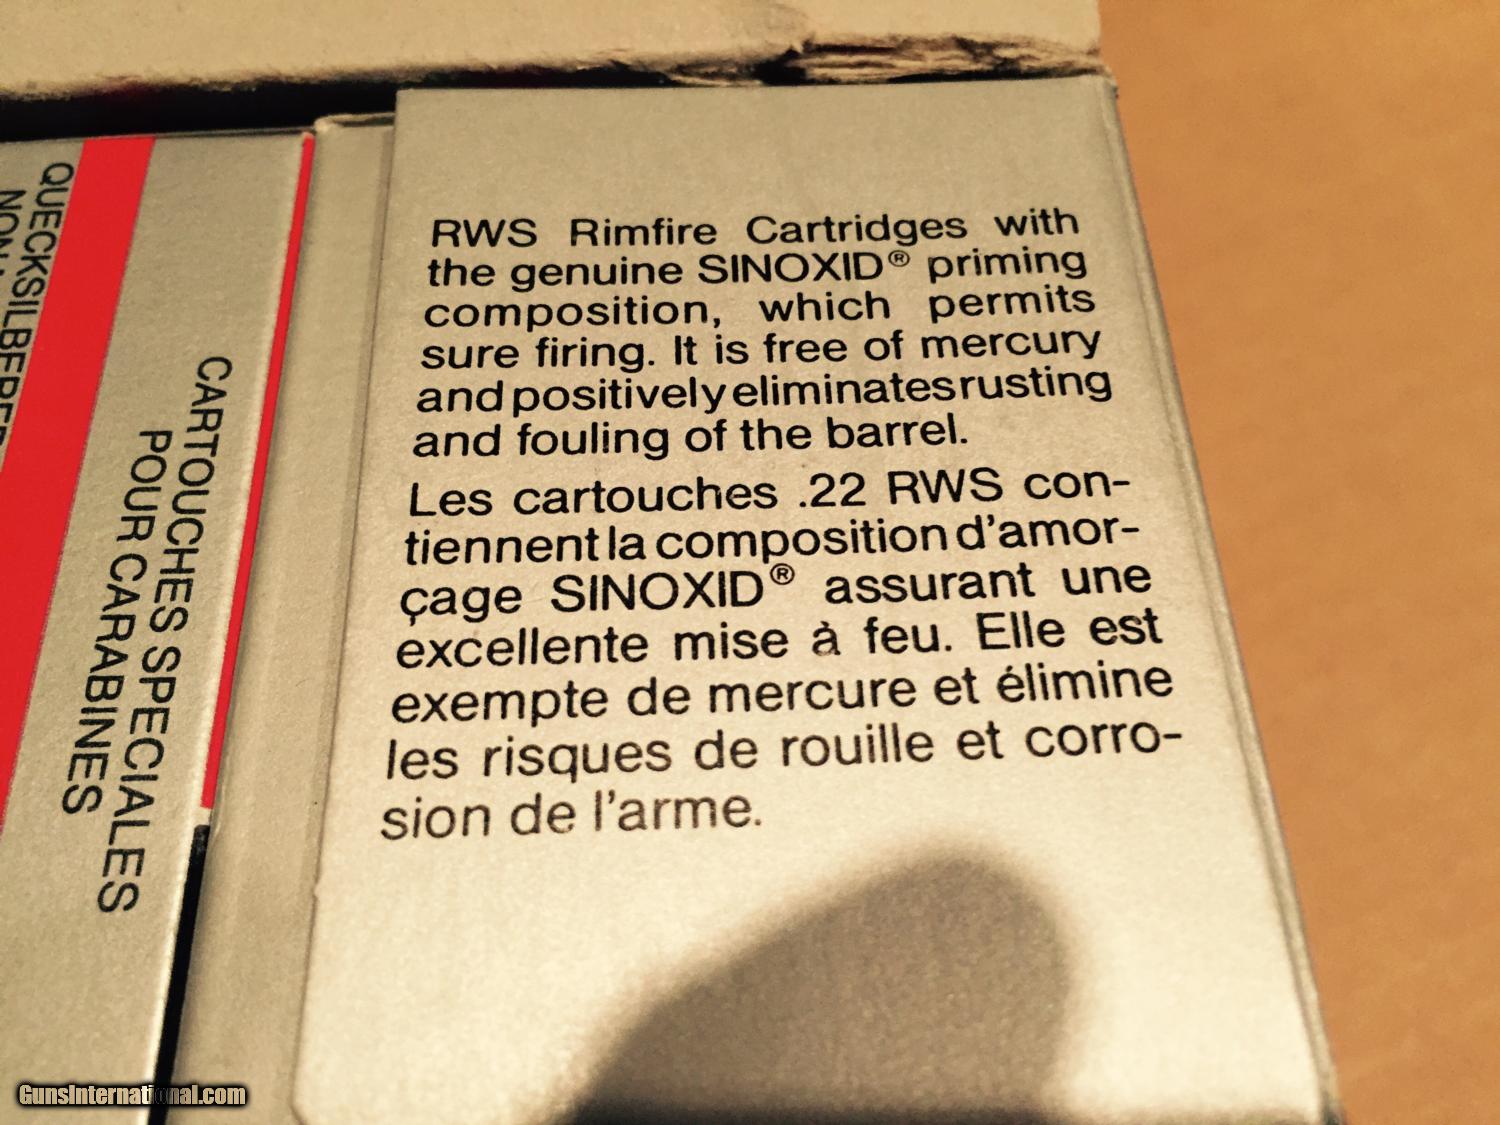 QUECKSILBER
CARTOUCHES SPECIALES
POUR CARABINES
RWS Rimfire Cartridges with
the genuine SINOXID® priming
composition, which permits
sure firing. It is free of mercury
and positively eliminates rusting
and fouling of the barrel.
Les cartouches .22 RWS con-
tiennent la composition d'amor-
çage SINOXID® assurant une
excellente mise à feu. Elle est
exempte de mercure et élimine
les risques de rouille et corro-
sion de l'arme.
GunsInternational.com